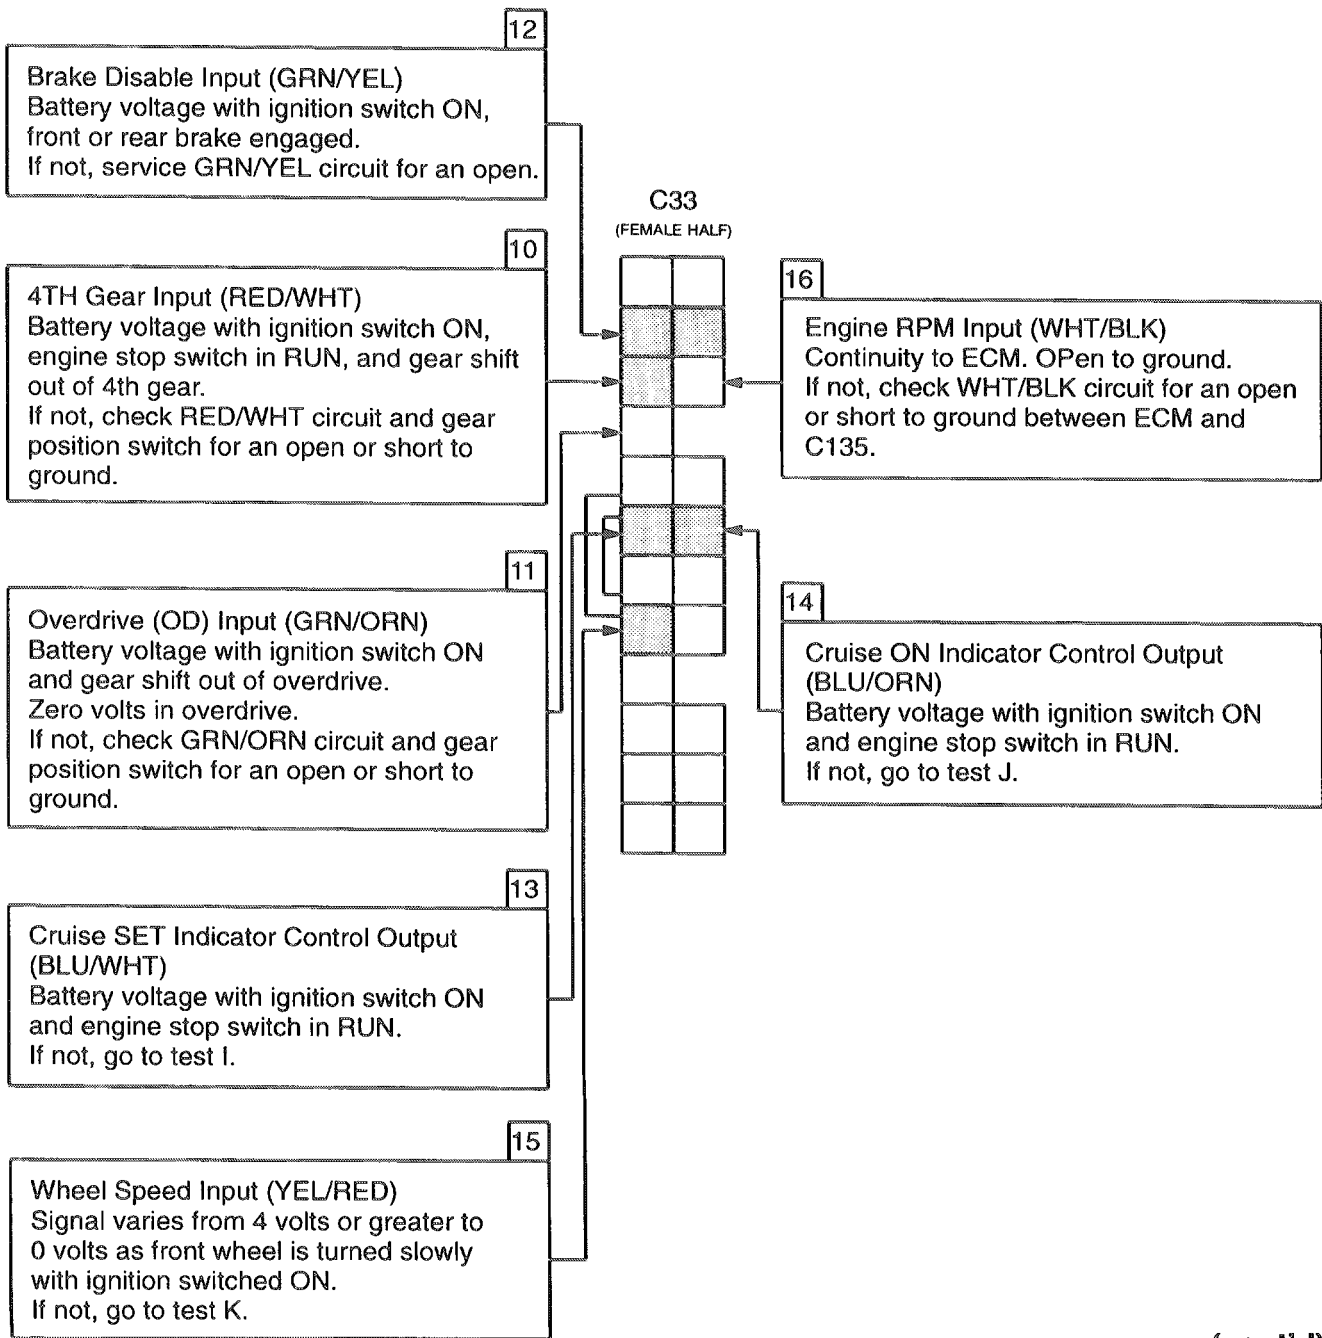 12
Brake Disable Input (GRN/YEL)
Battery voltage with ignition switch ON,
front or rear brake engaged.
If not, service GRN/YEL circuit for an open.
10
4TH Gear Input (RED/WHT)
Battery voltage with ignition switch ON,
engine stop switch in RUN, and gear shift
out of 4th gear.
If not, check RED/WHT circuit and gear
position switch for an open or short to
ground.
11
Overdrive (OD) Input (GRN/ORN)
Battery voltage with ignition switch ON
and gear shift out of overdrive.
Zero volts in overdrive.
If not, check GRN/ORN circuit and gear
position switch for an open or short to
ground.
13
Cruise SET Indicator Control Output
(BLU/WHT)
Battery voltage with ignition switch ON
and engine stop switch in RUN.
If not, go to test I.
15
Wheel Speed Input (YEL/RED)
Signal varies from 4 volts or greater to
0 volts as front wheel is turned slowly
with ignition switched ON.
If not, go to test K.
C33
(FEMALE HALF)
16
Engine RPM Input (WHT/BLK)
Continuity to ECM. OPen to ground.
If not, check WHT/BLK circuit for an open
or short to ground between ECM and
C135.
14
Cruise ON Indicator Control Output
(BLU/ORN)
Battery voltage with ignition switch ON
and engine stop switch in RUN.
If not, go to test J.